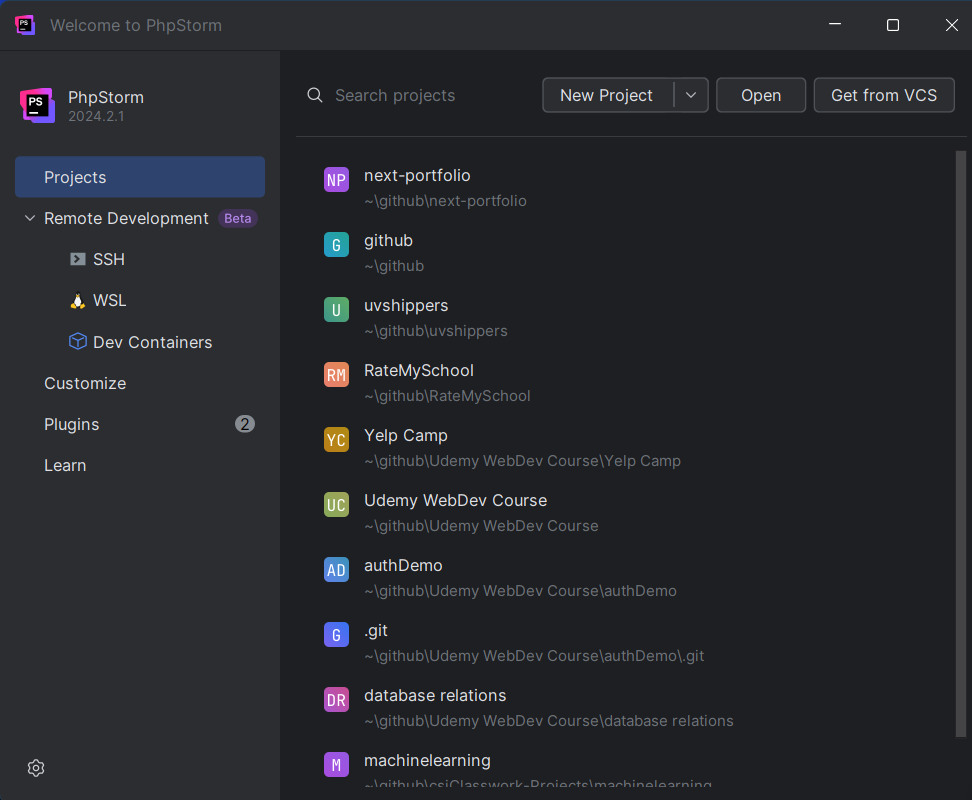 PS Welcome to PhpStorm
PS PhpStorm
2024.2.1
Search projects New Project Open Get from VCS
Projects
Remote Development Beta
SSH
WSL
Dev Containers
Customize
Plugins 2
Learn
NP next-portfolio
~\github\next-portfolio
G github
~\github
U uvshippers
~\github\uvshippers
RM RateMySchool
~\github\RateMySchool
YC Yelp Camp
~\github\Udemy WebDev Course\Yelp Camp
UC Udemy WebDev Course
~\github\Udemy WebDev Course
AD authDemo
~\github\Udemy WebDev Course\authDemo
G .git
~\github\Udemy WebDev Course\authDemo\.git
DR database relations
~\github\Udemy WebDev Course\database relations
M machinelearning
~\github\csiClasswork-Projects\machinelearning